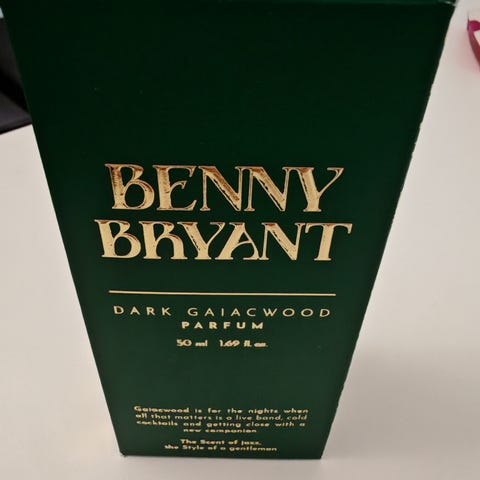 BENNY
BRYANT
DARK GAIACWOOD
PARFUM
50 ml 1.69 fl. oz.
Gaiacwood is for the nights when
all that matters is a live band, cold
cocktails and getting close with a
new companion
The Scent of jazz,
the Style of a gentleman